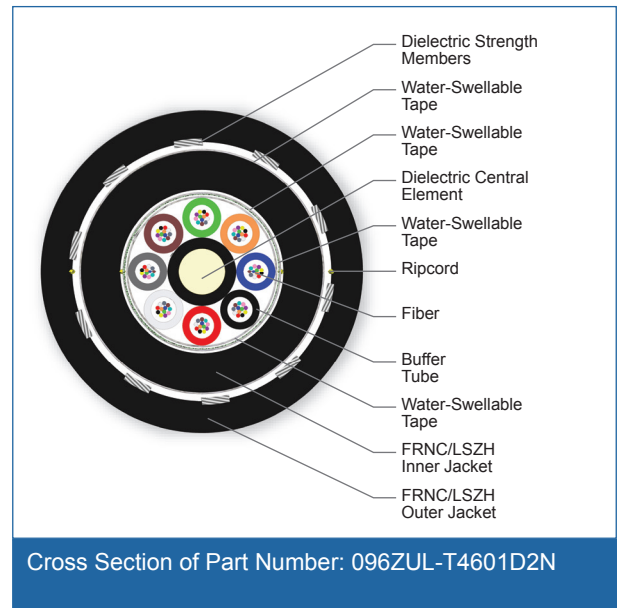 Dielectric Strength
Members
Water-Swellable
Tape
Water-Swellable
Tape
Dielectric Central
Element
Water-Swellable
Tape
Ripcord
Fiber
Buffer
Tube
Water-Swellable
Tape
FRNC/LSZH
Inner Jacket
FRNC/LSZH
Outer Jacket
Cross Section of Part Number: 096ZUL-T4601D2N